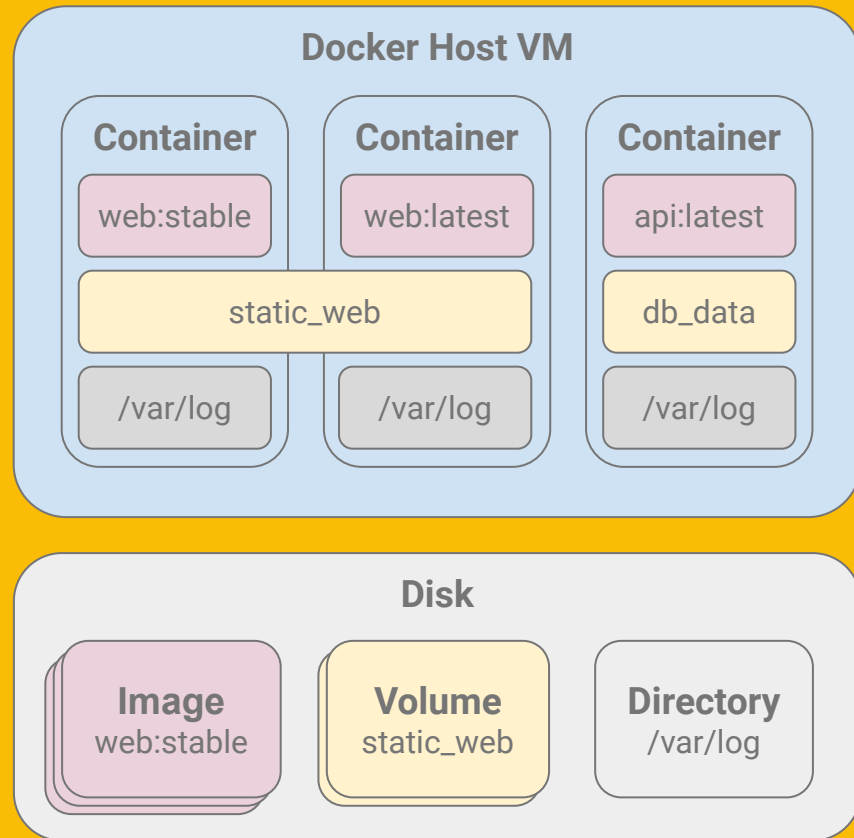 Docker Host VM
Container
Container
Container
web:stable
web:latest
api:latest
static_web
db_data
/var/log
/var/log
/var/log
Disk
Image
web:stable
Volume
static_web
Directory
/var/log